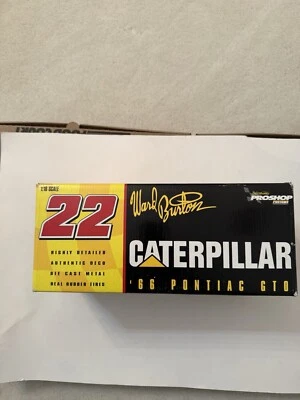 1:18 SCALE
22
HIGHLY DETAILED
AUTHENTIC DECO
DIE CAST METAL
REAL RUBBER TIRES
Ward Burton
PROSHOP
CATERPILLAR
'66 PONTIAC GTO